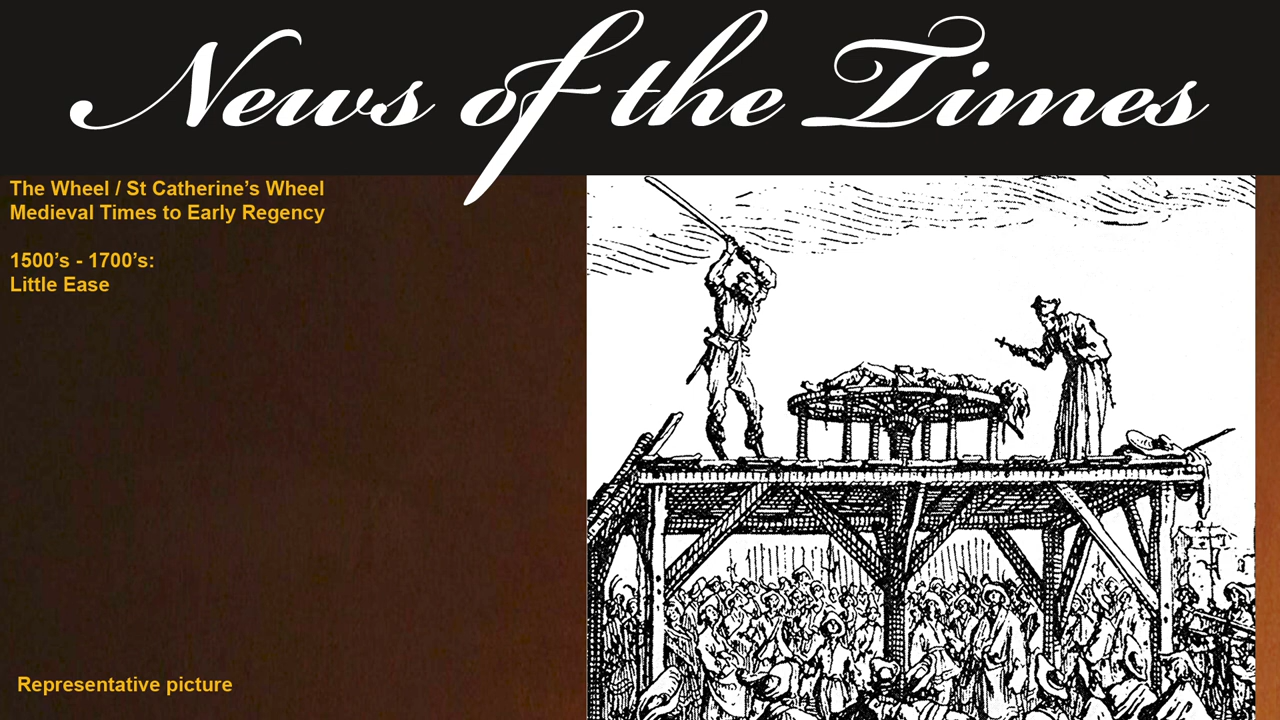 News of the Times
The Wheel / St Catherine’s Wheel
Medieval Times to Early Regency
1500’s - 1700’s:
Little Ease
Representative picture